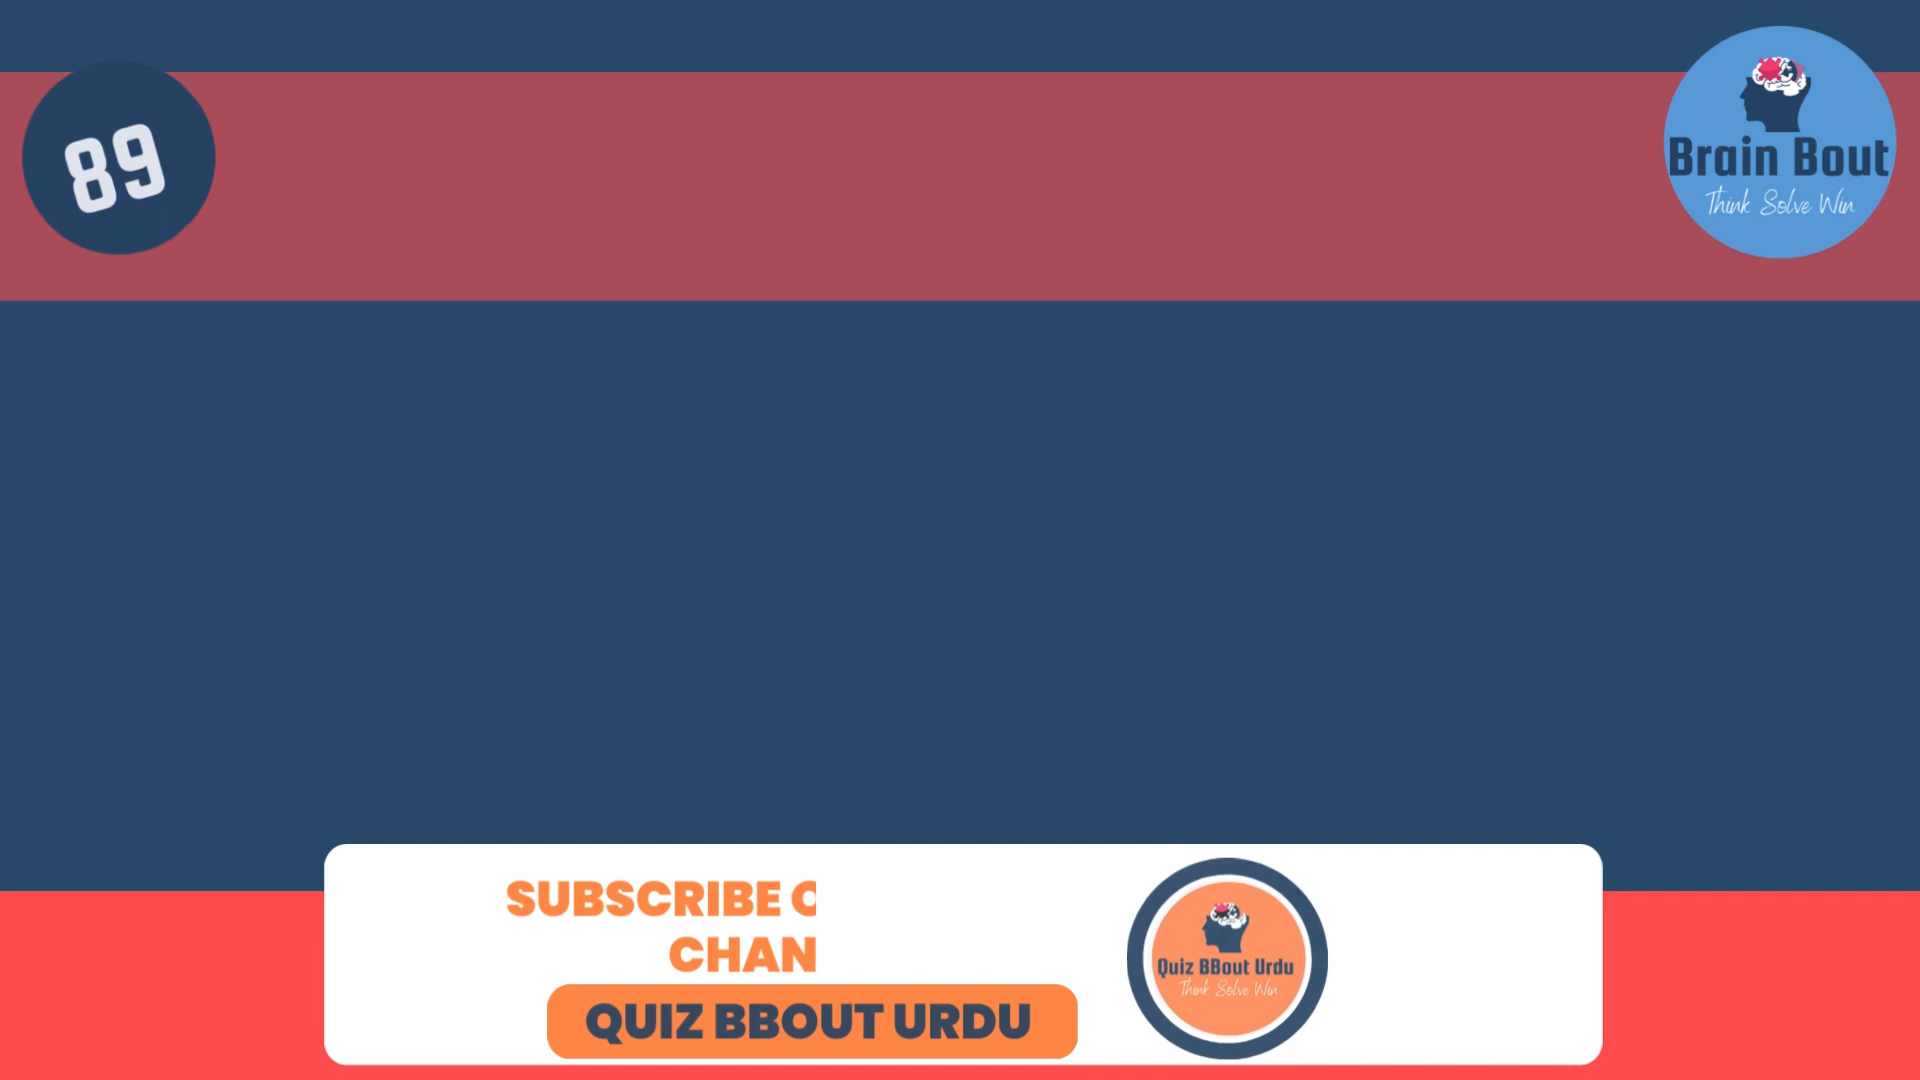 89
Brain Bout
Think Solve Win
SUBSCRIBE
CHAN
QUIZ BBOUT URDU
Quiz BBout Urdu
Think Solve Win